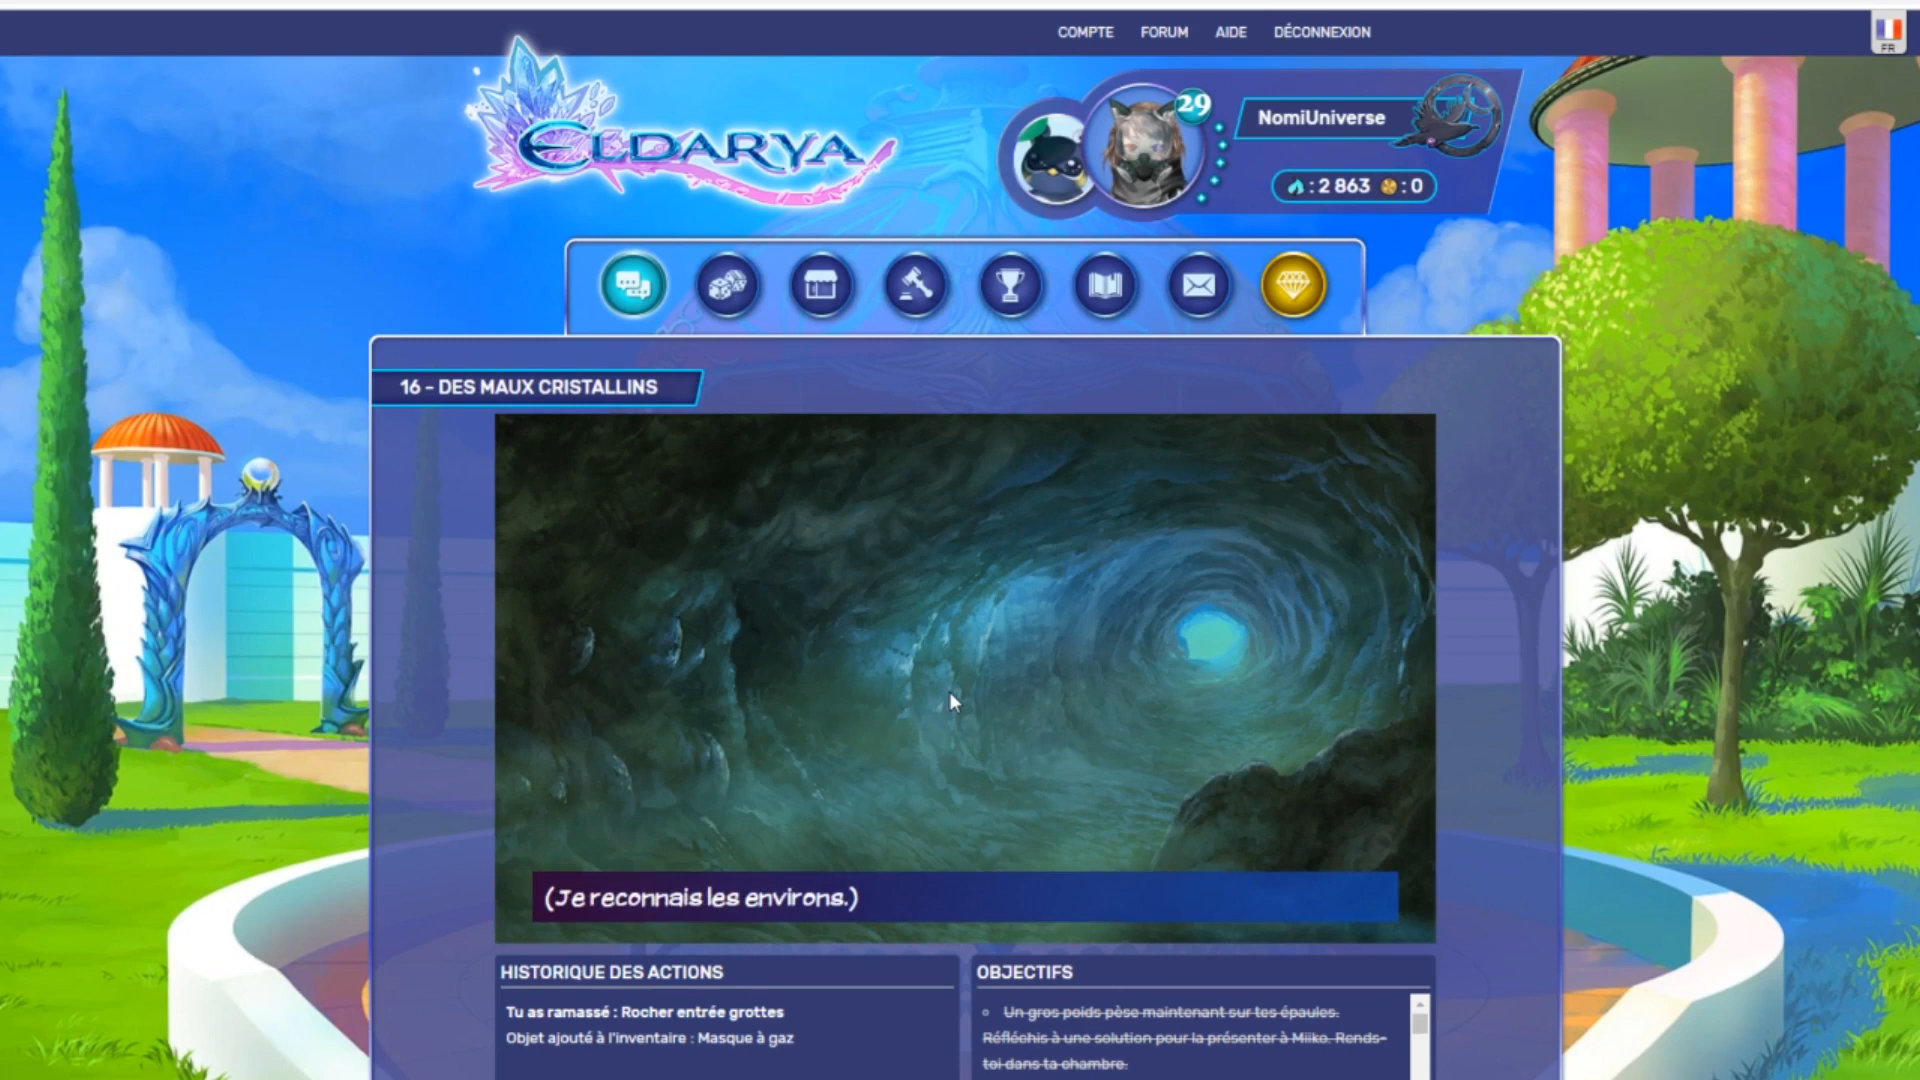 COMPTE FORUM AIDE DÉCONNEXION
FR
ELDARYA
29
NomiUniverse
: 2 863 : 0
16 - DES MAUX CRISTALLINS
(Je reconnais les environs.)
HISTORIQUE DES ACTIONS
Tu as ramassé : Rocher entrée grottes
Objet ajouté à l'inventaire : Masque à gaz
OBJECTIFS
Un gros poids pèse maintenant sur tes épaules.
Réfléchis à une solution pour la présenter à Miiko. Rends-
toi dans ta chambre.